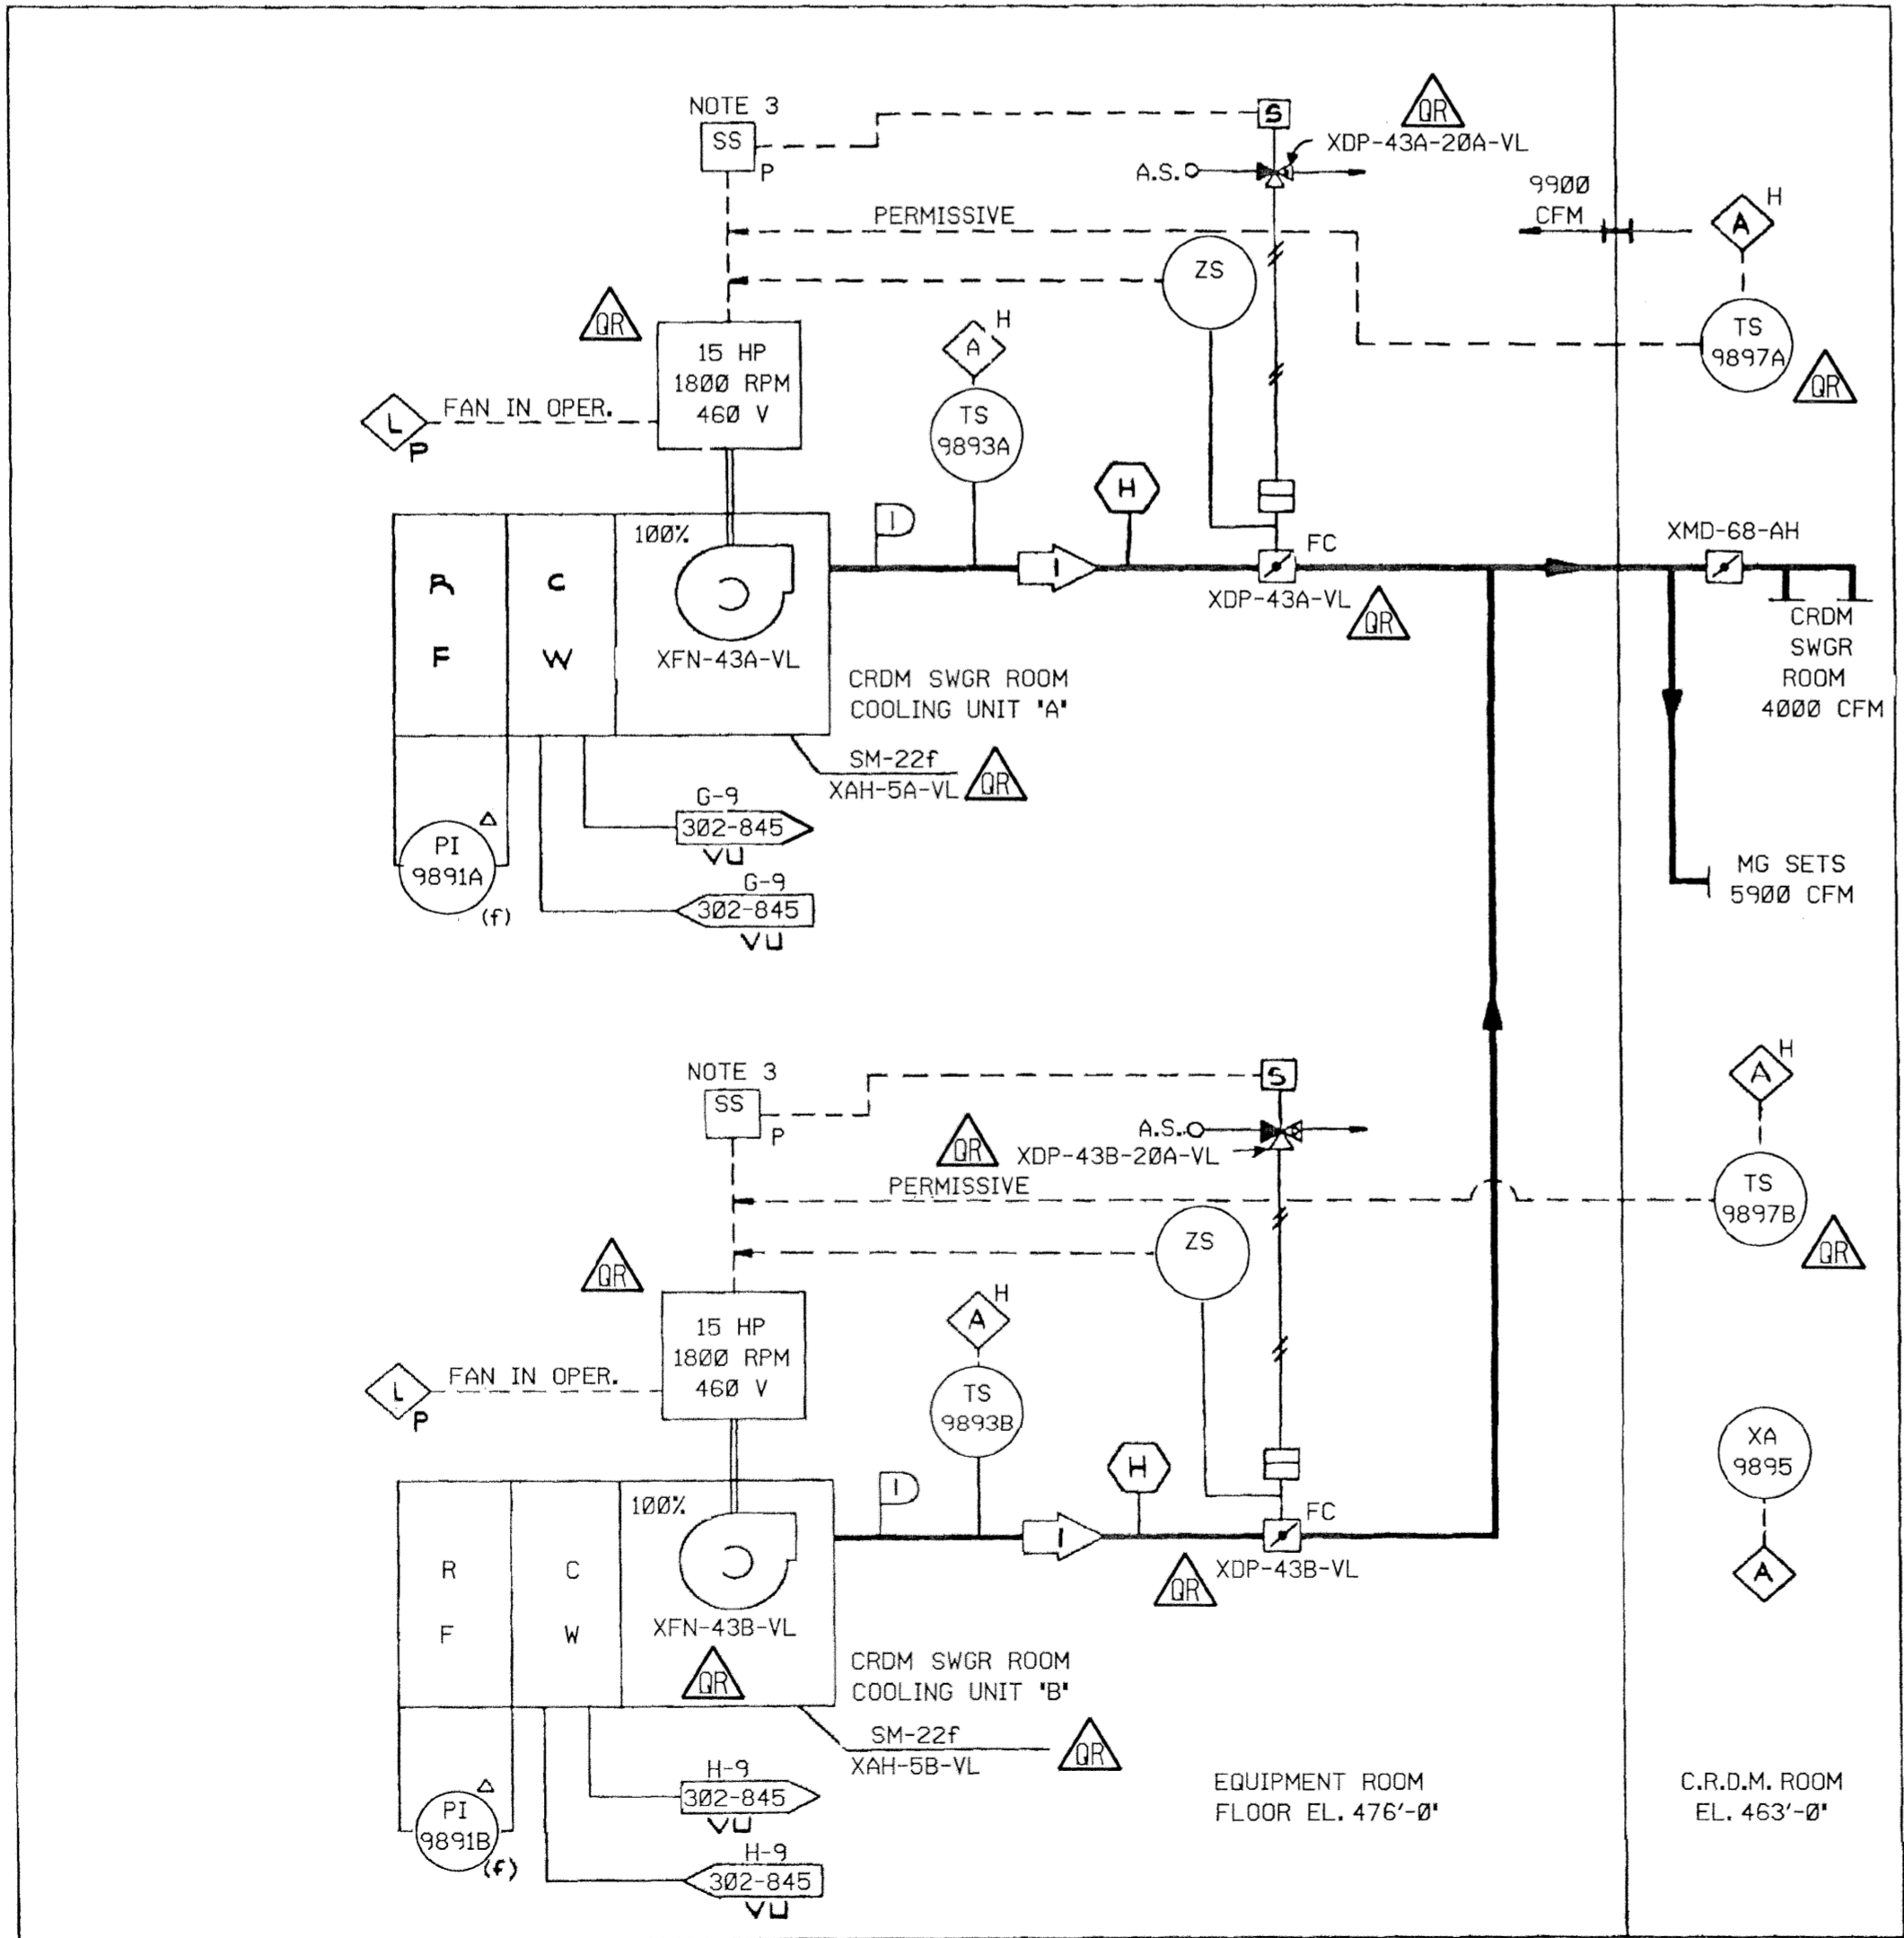 NOTE 3
SS
P
S
QR
XDP-43A-20A-VL
A.S.
9900
CFM
H
A
PERMISSIVE
ZS
TS
9897A
QR
QR
15 HP
1800 RPM
460 V
H
A
TS
9893A
L
P
FAN IN OPER.
H
I
I
FC
XDP-43A-VL
QR
XMD-68-AH
CRDM
SWGR
ROOM
4000 CFM
R
F
C
W
100%
XFN-43A-VL
CRDM SWGR ROOM
COOLING UNIT 'A'
SM-22f
XAH-5A-VL
QR
G-9
302-845
VU
G-9
302-845
VU
PI
9891A
(f)
MG SETS
5900 CFM
NOTE 3
SS
P
S
A.S.
QR
XDP-43B-20A-VL
PERMISSIVE
H
A
TS
9897B
QR
ZS
QR
15 HP
1800 RPM
460 V
H
A
TS
9893B
L
P
FAN IN OPER.
XA
9895
A
H
I
I
FC
XDP-43B-VL
QR
R
F
C
W
100%
XFN-43B-VL
QR
CRDM SWGR ROOM
COOLING UNIT 'B'
SM-22f
XAH-5B-VL
QR
H-9
302-845
VU
H-9
302-845
VU
PI
9891B
(f)
EQUIPMENT ROOM
FLOOR EL. 476'-0"
C.R.D.M. ROOM
EL. 463'-0"